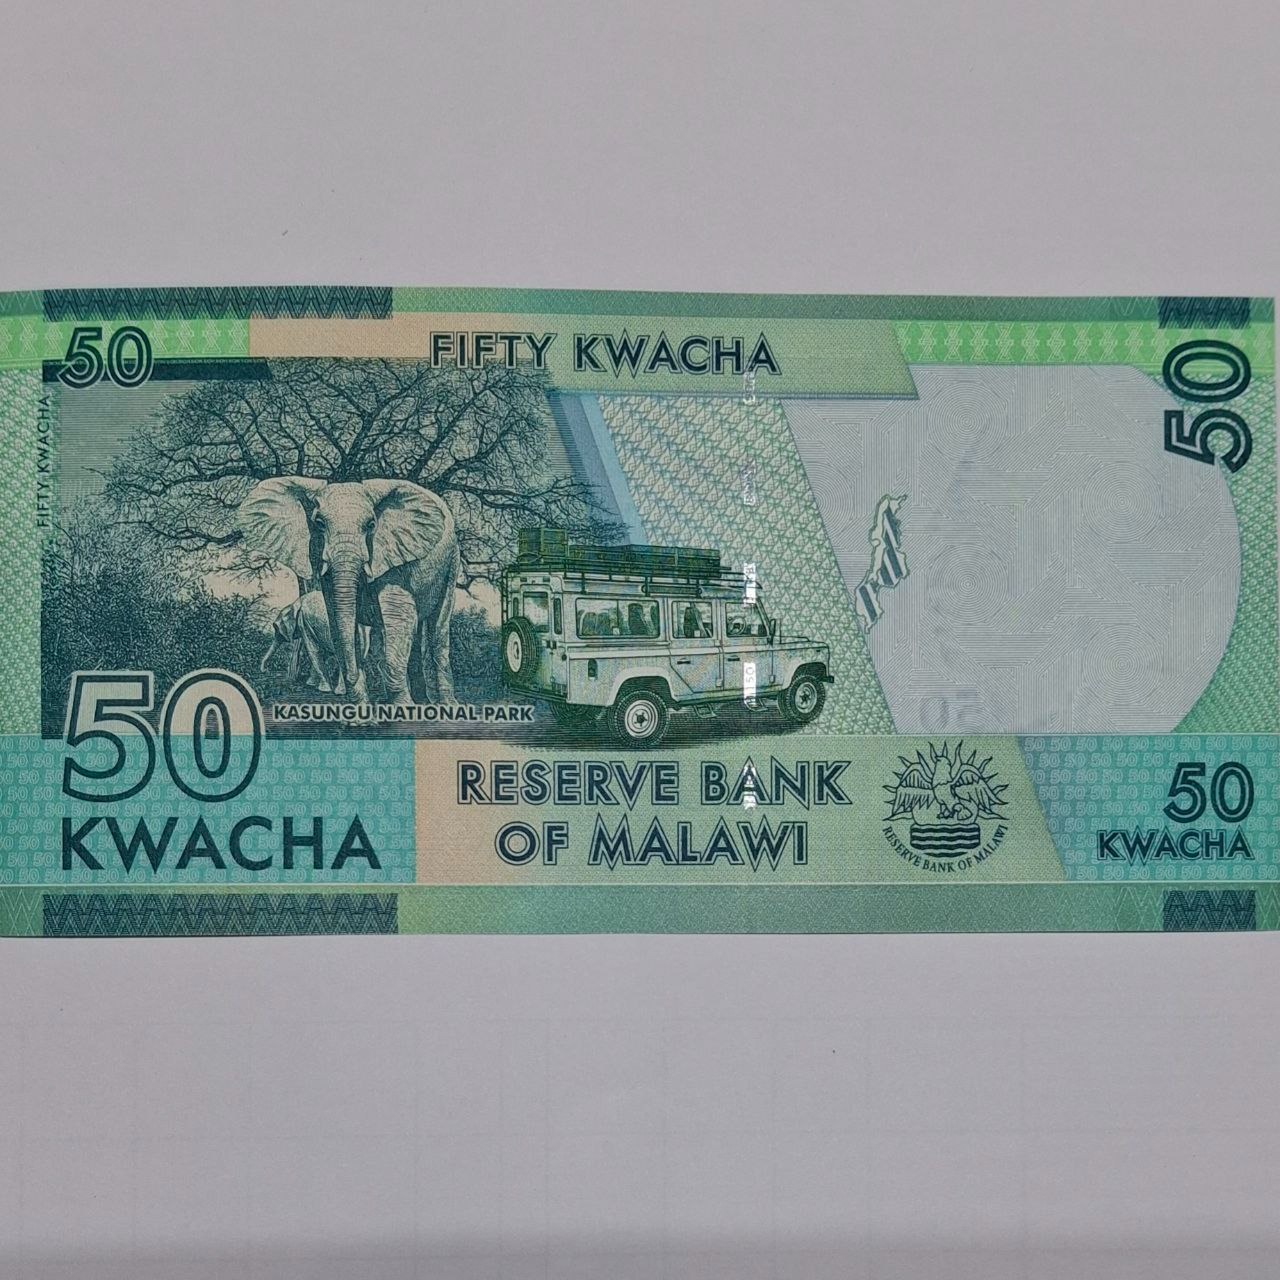 50
FIFTY KWACHA
50
FIFTY KWACHA
50
KWACHA
KASUNGU NATIONAL PARK
RESERVE BANK
OF MALAWI
RESERVE BANK OF MALAWI
50
KWACHA